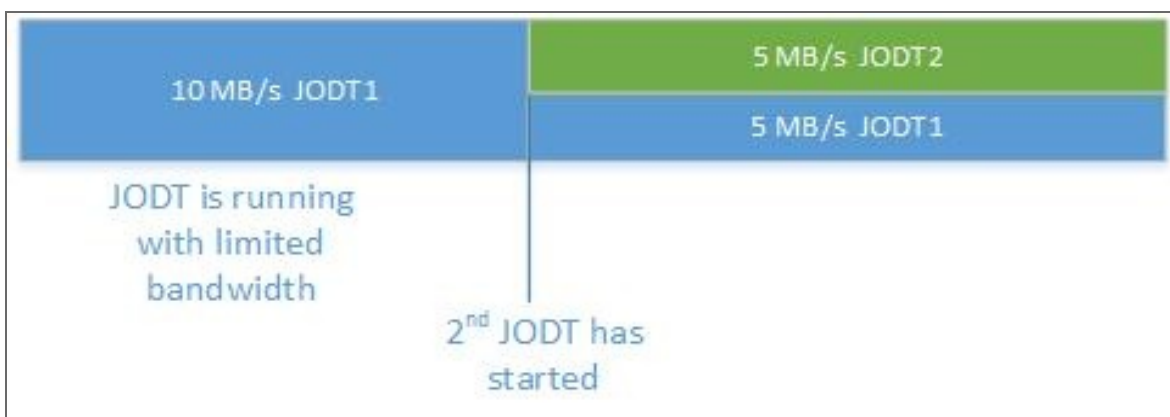 10 MB/s JODT1
5 MB/s JODT2
5 MB/s JODT1
JODT is running
with limited
bandwidth
2nd JODT has
started